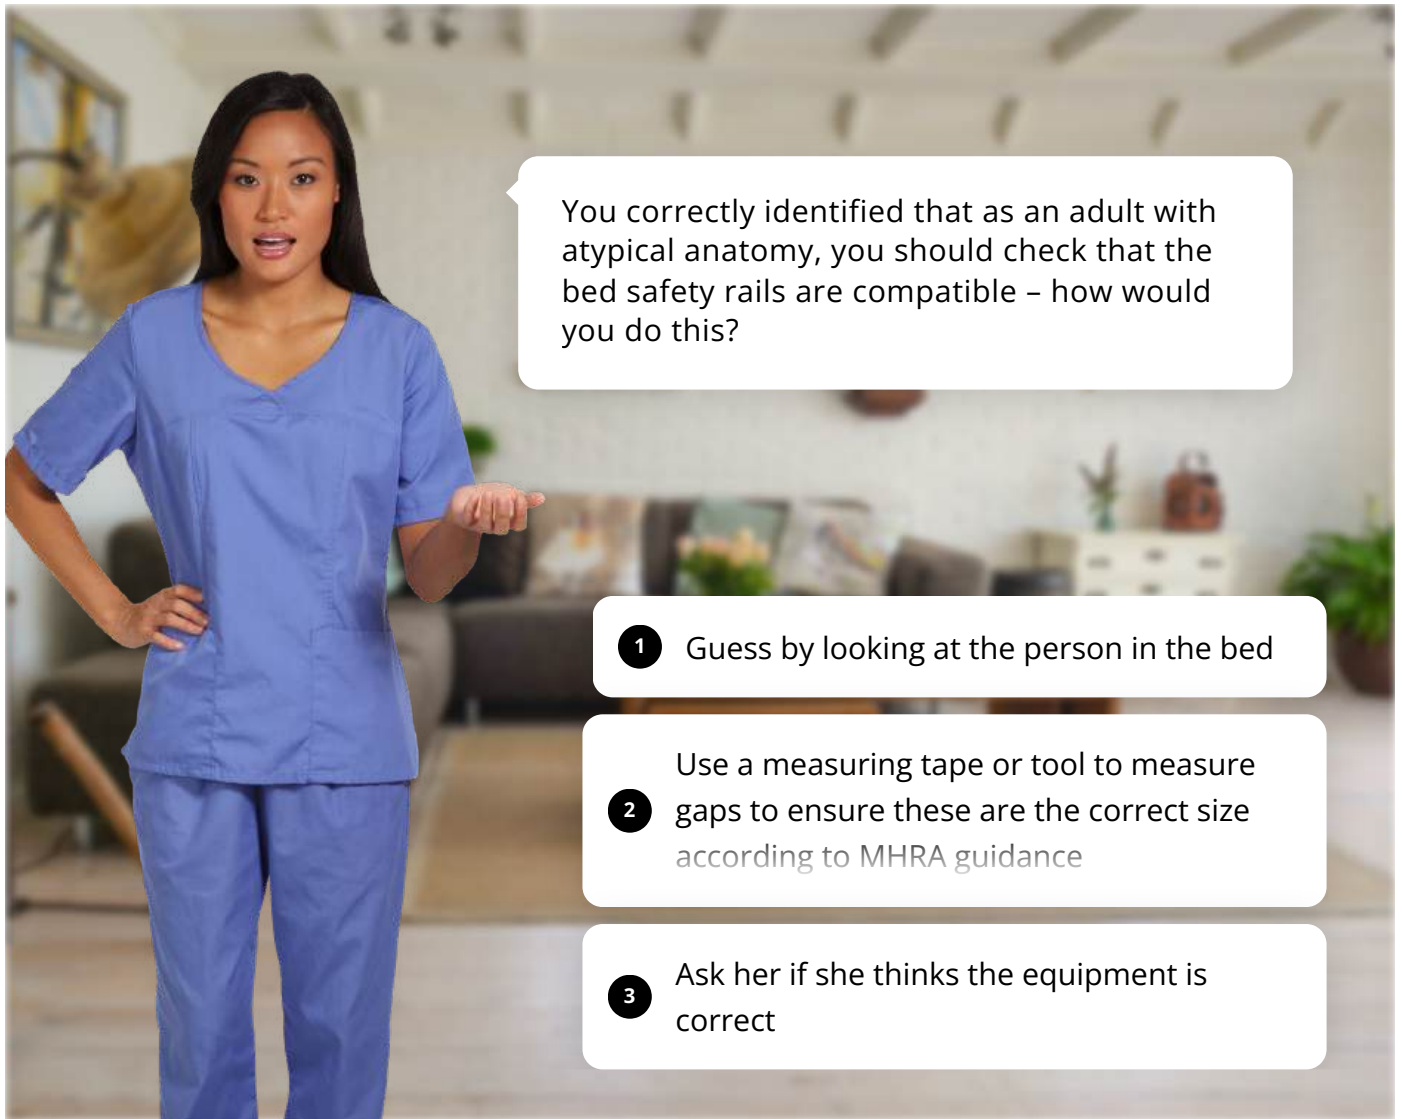 You correctly identified that as an adult with
atypical anatomy, you should check that the
bed safety rails are compatible – how would
you do this?
1 Guess by looking at the person in the bed
2 Use a measuring tape or tool to measure
gaps to ensure these are the correct size
according to MHRA guidance
3 Ask her if she thinks the equipment is
correct